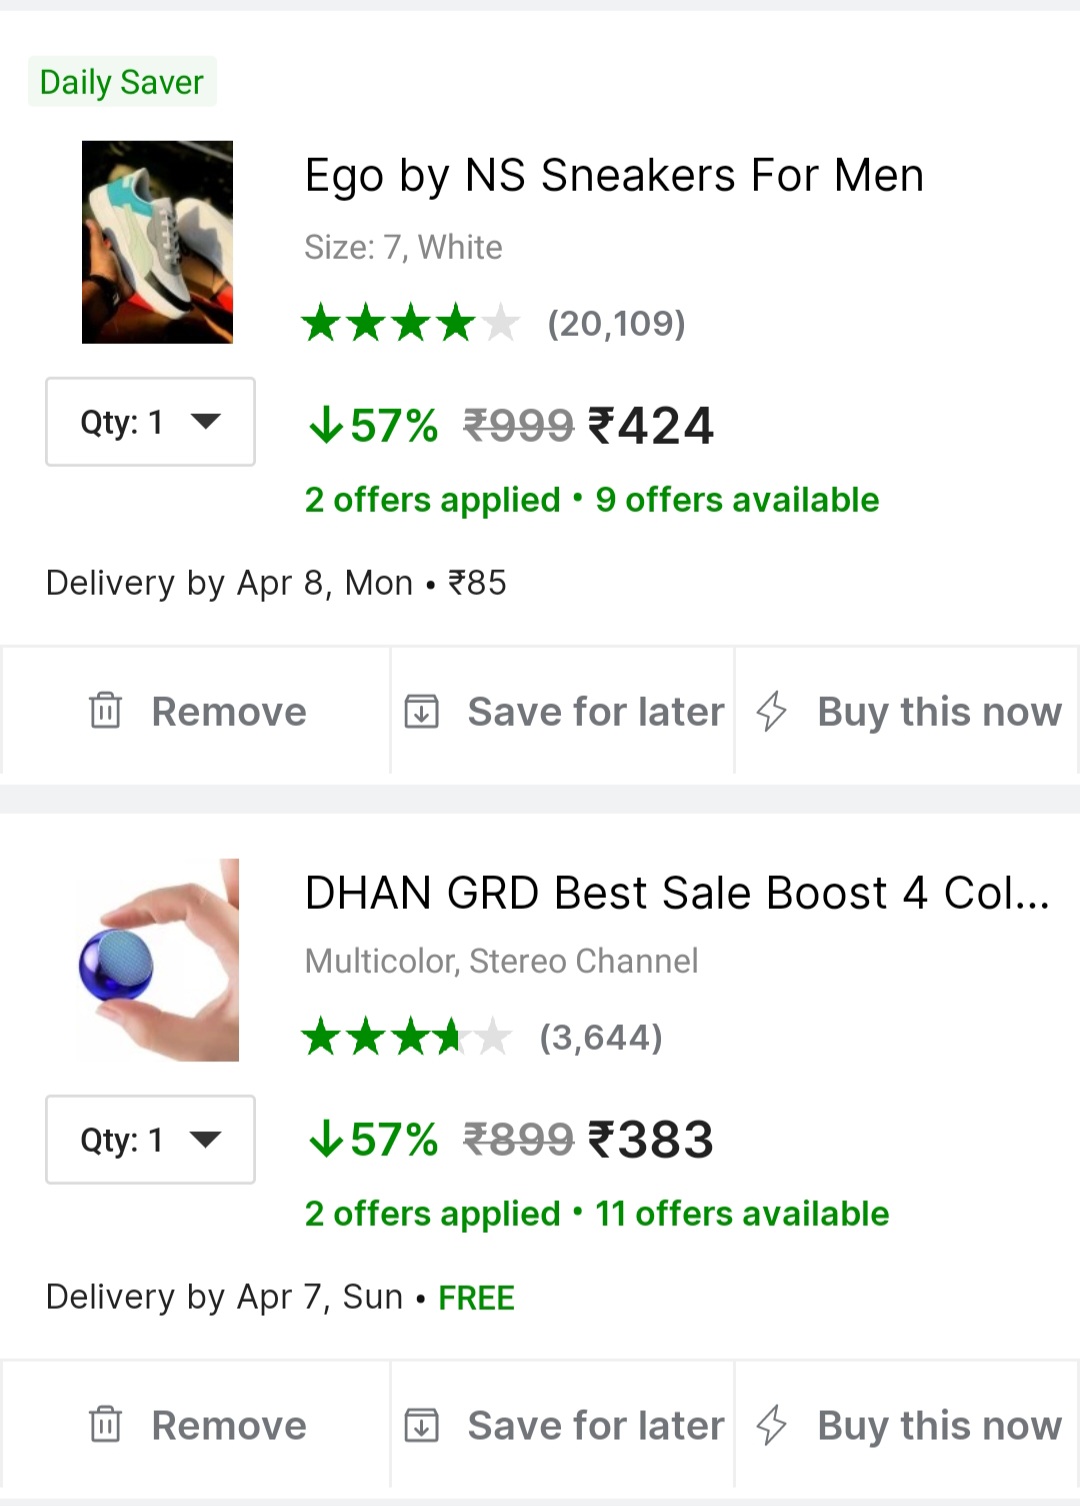 Daily Saver
Ego by NS Sneakers For Men
Size: 7, White
(20,109)
Qty: 1
↓57% ₹999 ₹424
2 offers applied • 9 offers available
Delivery by Apr 8, Mon • ₹85
Remove
Save for later
Buy this now
DHAN GRD Best Sale Boost 4 Col...
Multicolor, Stereo Channel
(3,644)
Qty: 1
↓57% ₹899 ₹383
2 offers applied • 11 offers available
Delivery by Apr 7, Sun • FREE
Remove
Save for later
Buy this now